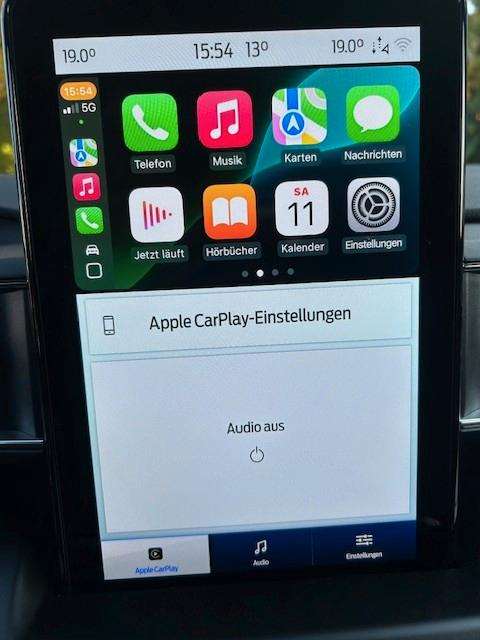 19.0° 15:54 13° 19.0°
15:54
5G
Telefon Musik Karten Nachrichten
SA
11
Jetzt läuft Hörbücher Kalender Einstellungen
Apple CarPlay-Einstellungen
Audio aus
Apple CarPlay Audio Einstellungen